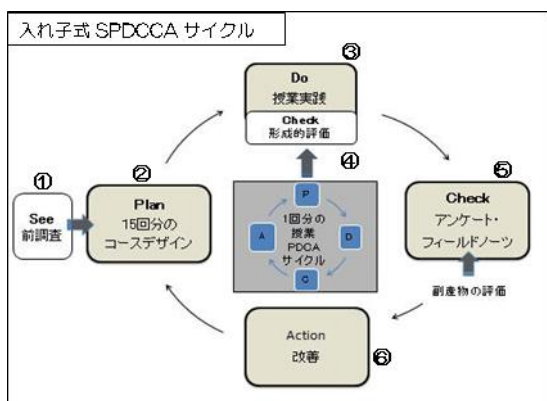 入れ子式 SPDCCA サイクル
③
Do
授業実践
Check
形成的評価
④
①
See
前調査
②
Plan
15回分の
コースデザイン
P
1回分の
授業
PDCA
サイクル
A
D
C
⑤
Check
アンケート・
フィールドノーツ
副産物の評価
Action
改善
⑥